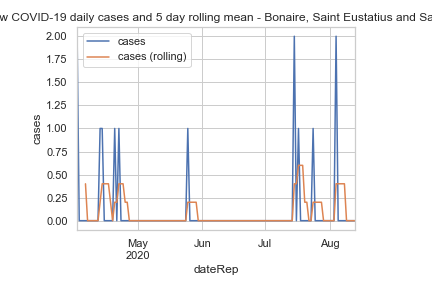 w COVID-19 daily cases and 5 day rolling mean - Bonaire, Saint Eustatius and Sa
cases
cases (rolling)
2.00
1.75
1.50
1.25
1.00
0.75
0.50
0.25
0.00
cases
May
2020
Jun
Jul
Aug
dateRep